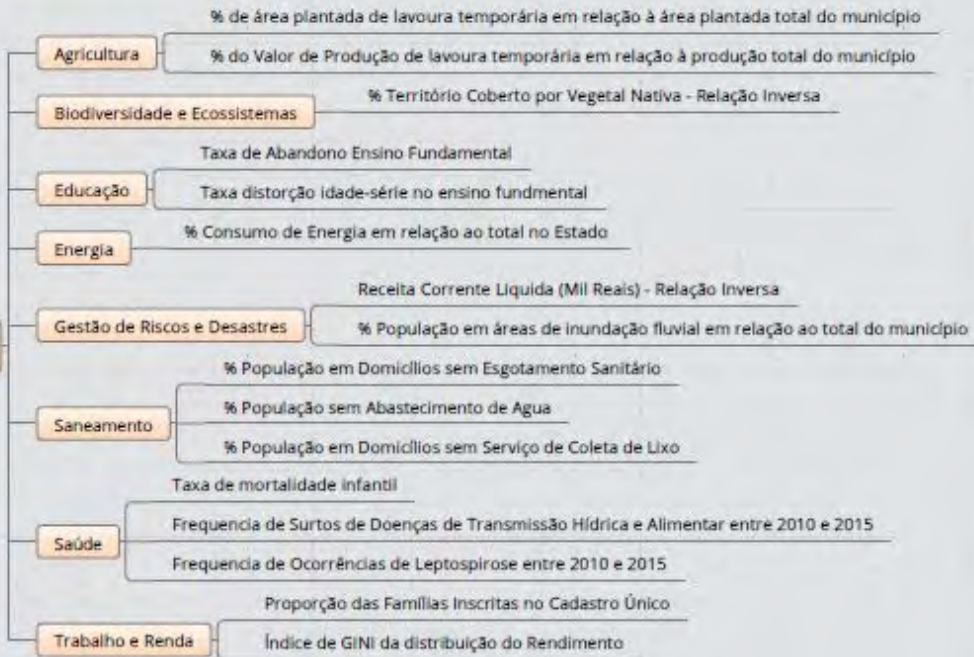 % de área plantada de lavoura temporária em relação à área plantada total do município
Agricultura
% do Valor de Produção de lavoura temporária em relação à produção total do município
% Território Coberto por Vegetal Nativa - Relação Inversa
Biodiversidade e Ecossistemas
Taxa de Abandono Ensino Fundamental
Educação
Taxa distorção idade-série no ensino fundmental
% Consumo de Energia em relação ao total no Estado
Energia
Receita Corrente Liquida (Mil Reais) - Relação Inversa
Gestão de Riscos e Desastres
% População em áreas de inundação fluvial em relação ao total do município
% População em Domicílios sem Esgotamento Sanitário
% População sem Abastecimento de Agua
Saneamento
% População em Domicílios sem Serviço de Coleta de Lixo
Taxa de mortalidade infantil
Frequencia de Surtos de Doenças de Transmissão Hídrica e Alimentar entre 2010 e 2015
Saúde
Frequencia de Ocorrências de Leptospirose entre 2010 e 2015
Proporção das Famílias Inscritas no Cadastro Único
Trabalho e Renda
Índice de GINI da distribuição do Rendimento